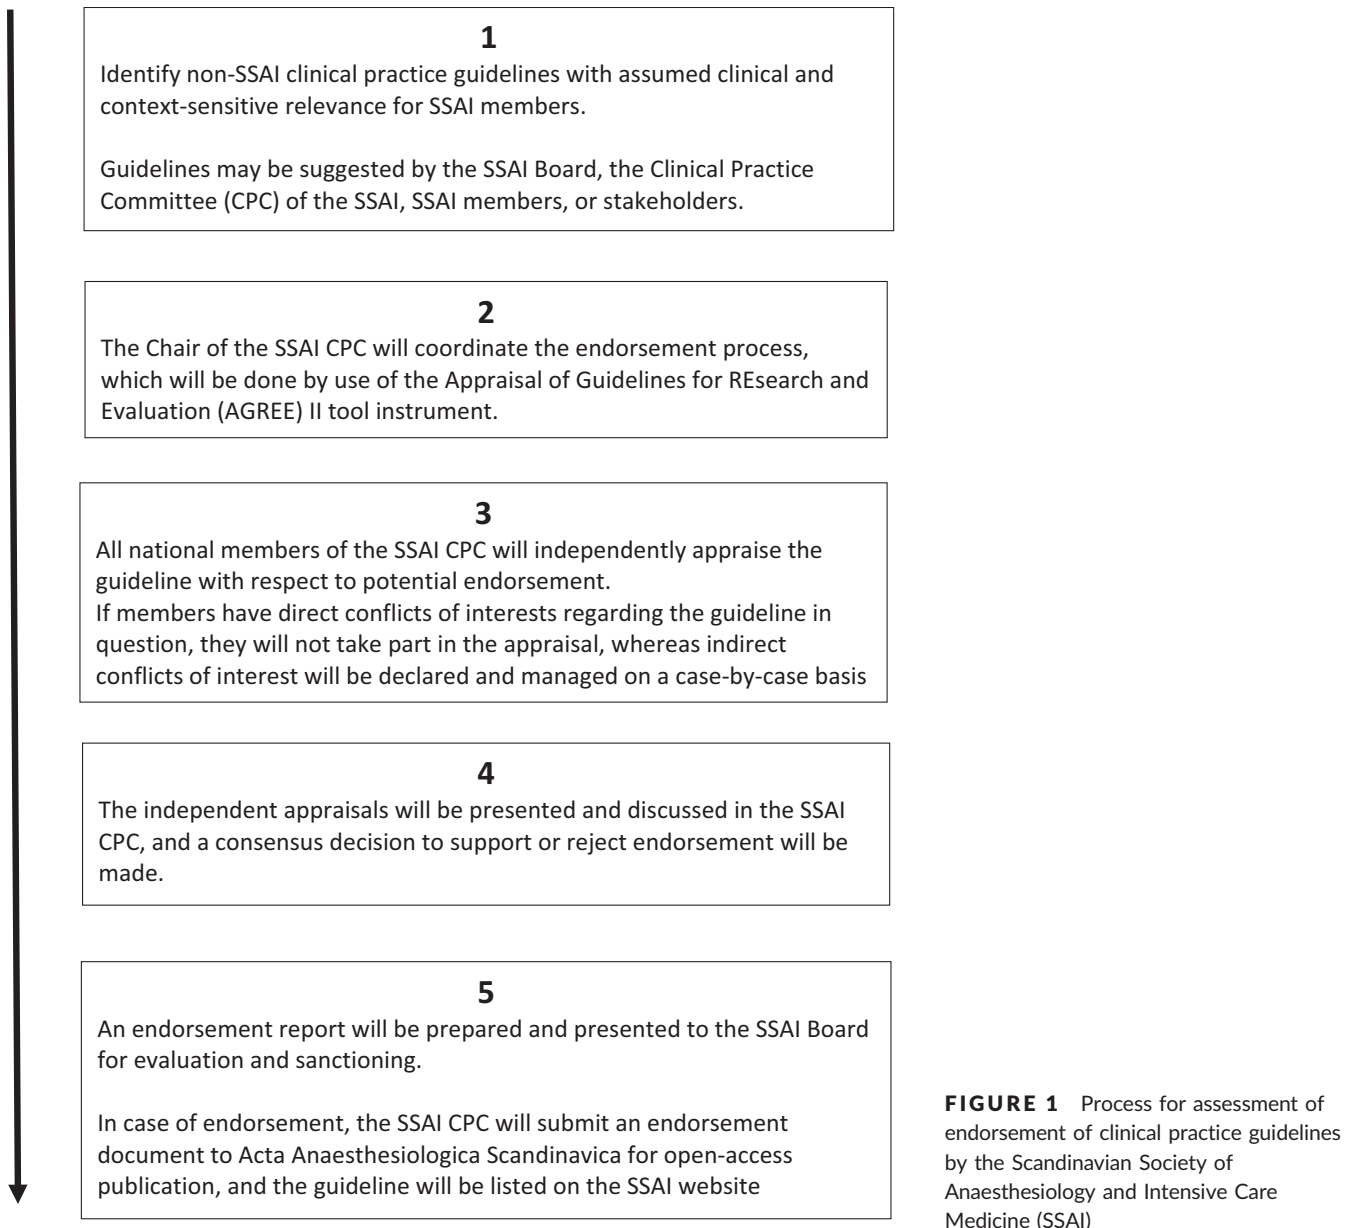 1
Identify non-SSAI clinical practice guidelines with assumed clinical and
context-sensitive relevance for SSAI members.
Guidelines may be suggested by the SSAI Board, the Clinical Practice
Committee (CPC) of the SSAI, SSAI members, or stakeholders.
2
The Chair of the SSAI CPC will coordinate the endorsement process,
which will be done by use of the Appraisal of Guidelines for REsearch and
Evaluation (AGREE) II tool instrument.
3
All national members of the SSAI CPC will independently appraise the
guideline with respect to potential endorsement.
If members have direct conflicts of interests regarding the guideline in
question, they will not take part in the appraisal, whereas indirect
conflicts of interest will be declared and managed on a case-by-case basis
4
The independent appraisals will be presented and discussed in the SSAI
CPC, and a consensus decision to support or reject endorsement will be
made.
5
An endorsement report will be prepared and presented to the SSAI Board
for evaluation and sanctioning.
In case of endorsement, the SSAI CPC will submit an endorsement
document to Acta Anaesthesiologica Scandinavica for open-access
publication, and the guideline will be listed on the SSAI website
FIGURE 1 Process for assessment of
endorsement of clinical practice guidelines
by the Scandinavian Society of
Anaesthesiology and Intensive Care
Medicine (SSAI)